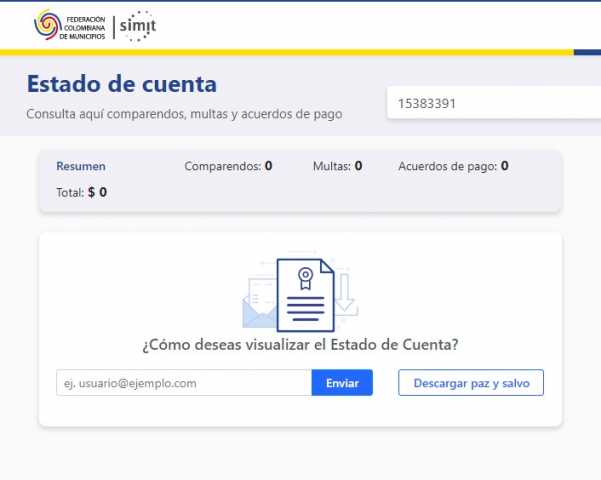 FEDERACIÓN
COLOMBIANA
DE MUNICIPIOS
simit
Estado de cuenta
Consulta aquí comparendos, multas y acuerdos de pago
15383391
Resumen Comparendos: 0 Multas: 0 Acuerdos de pago: 0
Total: $ 0
¿Cómo deseas visualizar el Estado de Cuenta?
ej. usuario@ejemplo.com Enviar Descargar paz y salvo